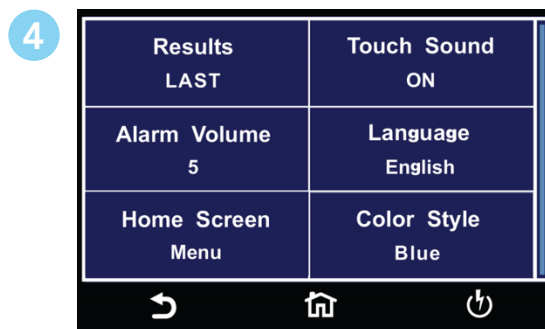 4
Results
LAST
Touch Sound
ON
Alarm Volume
5
Language
English
Home Screen
Menu
Color Style
Blue